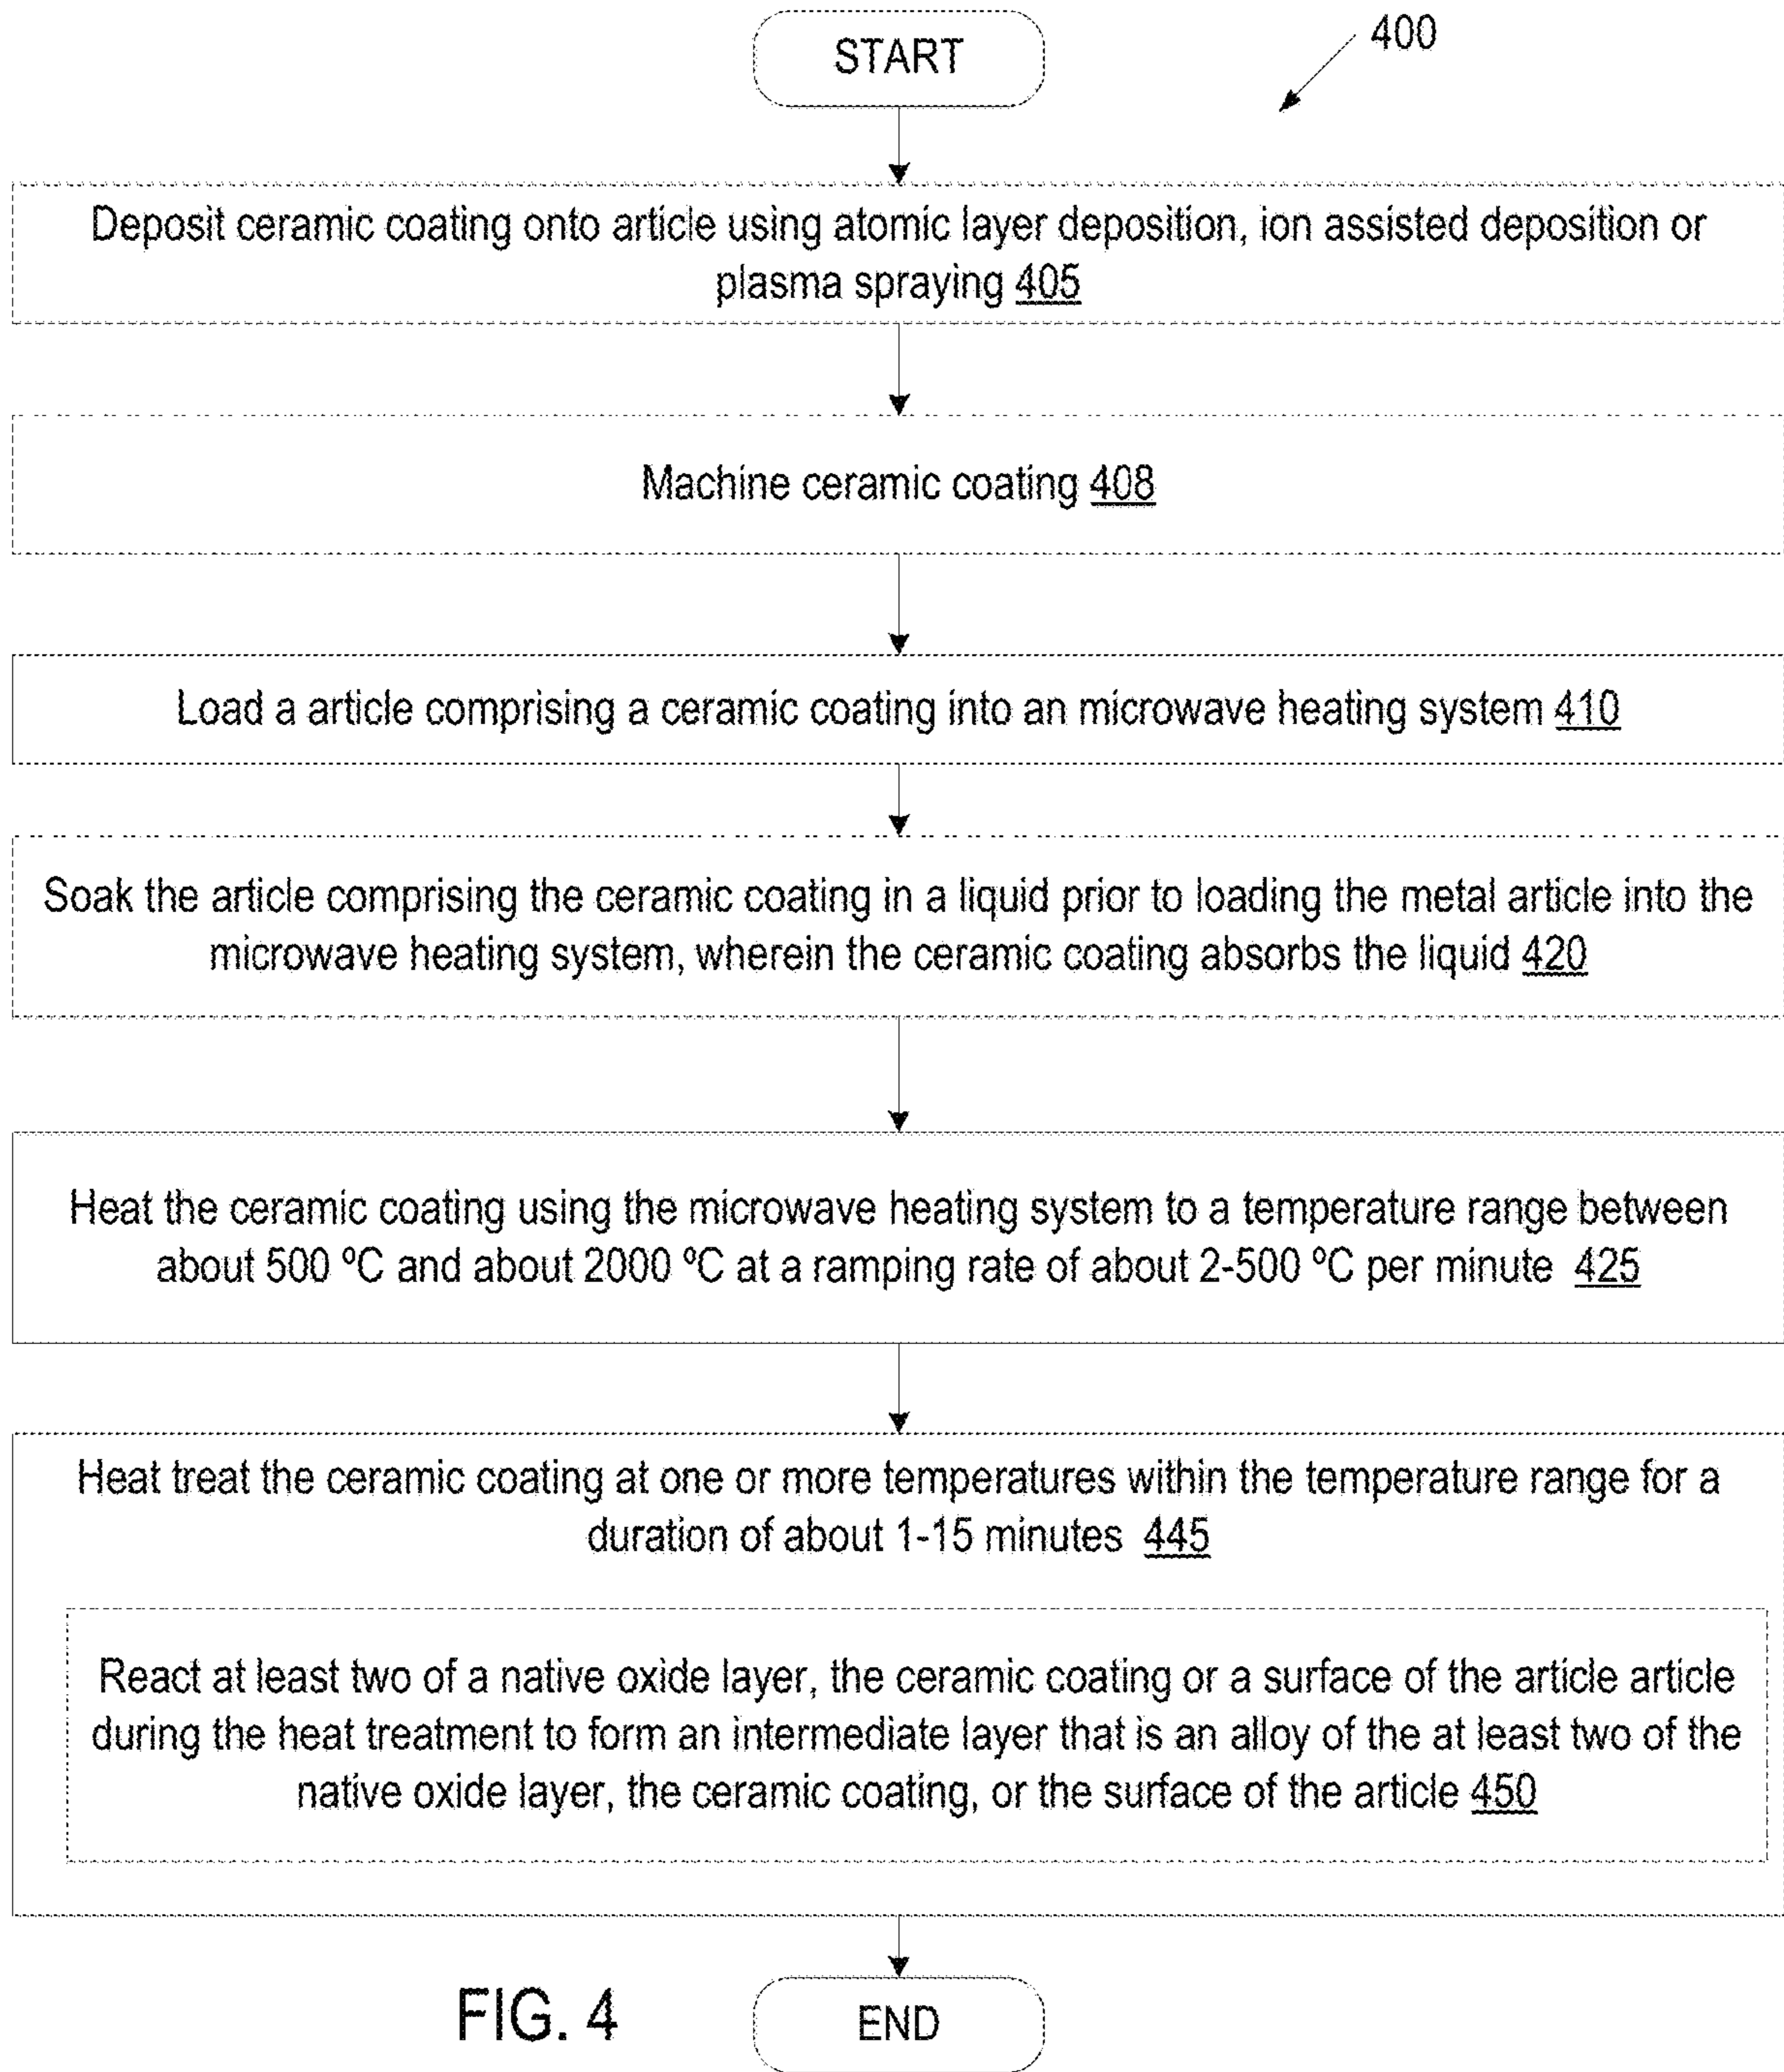 START
400
Deposit ceramic coating onto article using atomic layer deposition, ion assisted deposition or
plasma spraying 405
Machine ceramic coating 408
Load a article comprising a ceramic coating into an microwave heating system 410
Soak the article comprising the ceramic coating in a liquid prior to loading the metal article into the
microwave heating system, wherein the ceramic coating absorbs the liquid 420
Heat the ceramic coating using the microwave heating system to a temperature range between
about 500 ºC and about 2000 ºC at a ramping rate of about 2-500 ºC per minute 425
Heat treat the ceramic coating at one or more temperatures within the temperature range for a
duration of about 1-15 minutes 445
React at least two of a native oxide layer, the ceramic coating or a surface of the article article
during the heat treatment to form an intermediate layer that is an alloy of the at least two of the
native oxide layer, the ceramic coating, or the surface of the article 450
FIG. 4
END